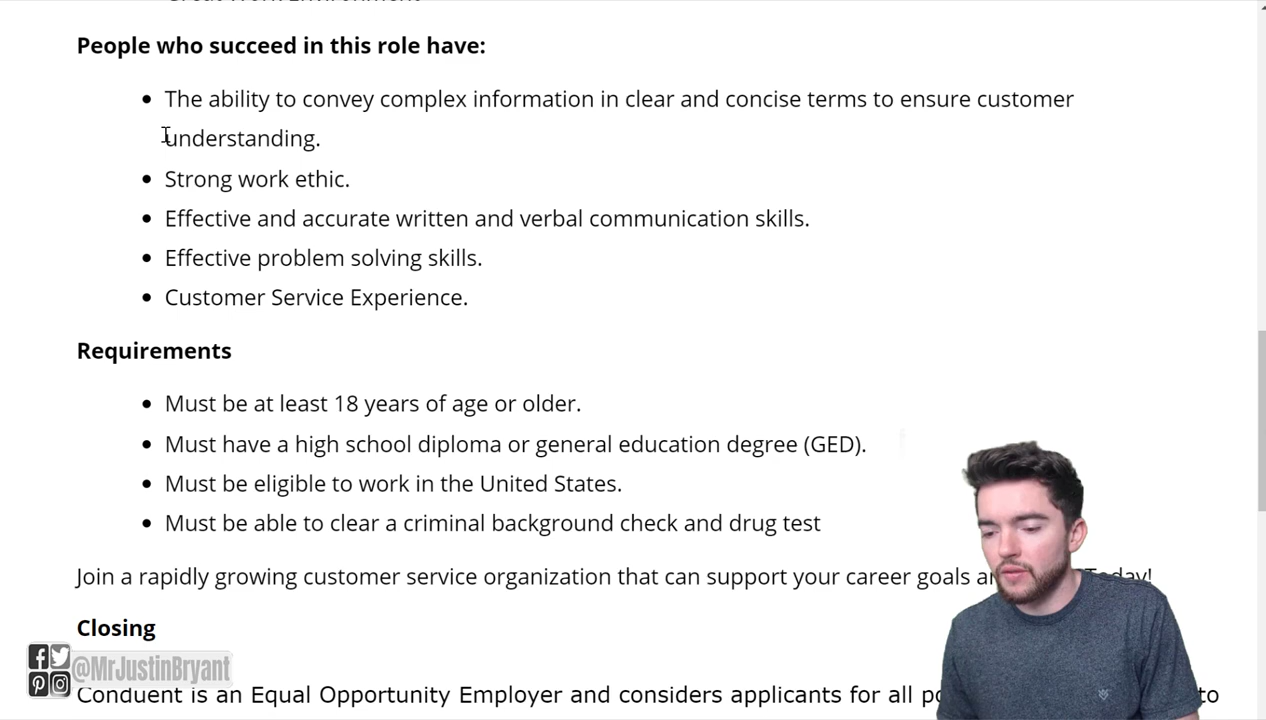 People who succeed in this role have:
The ability to convey complex information in clear and concise terms to ensure customer
understanding.
Strong work ethic.
Effective and accurate written and verbal communication skills.
Effective problem solving skills.
Customer Service Experience.
Requirements
Must be at least 18 years of age or older.
Must have a high school diploma or general education degree (GED).
Must be eligible to work in the United States.
Must be able to clear a criminal background check and drug test
Join a rapidly growing customer service organization that can support your career goals Today!
Closing
@MrJustinBryant
Conduent is an Equal Opportunity Employer and considers applicants for all to